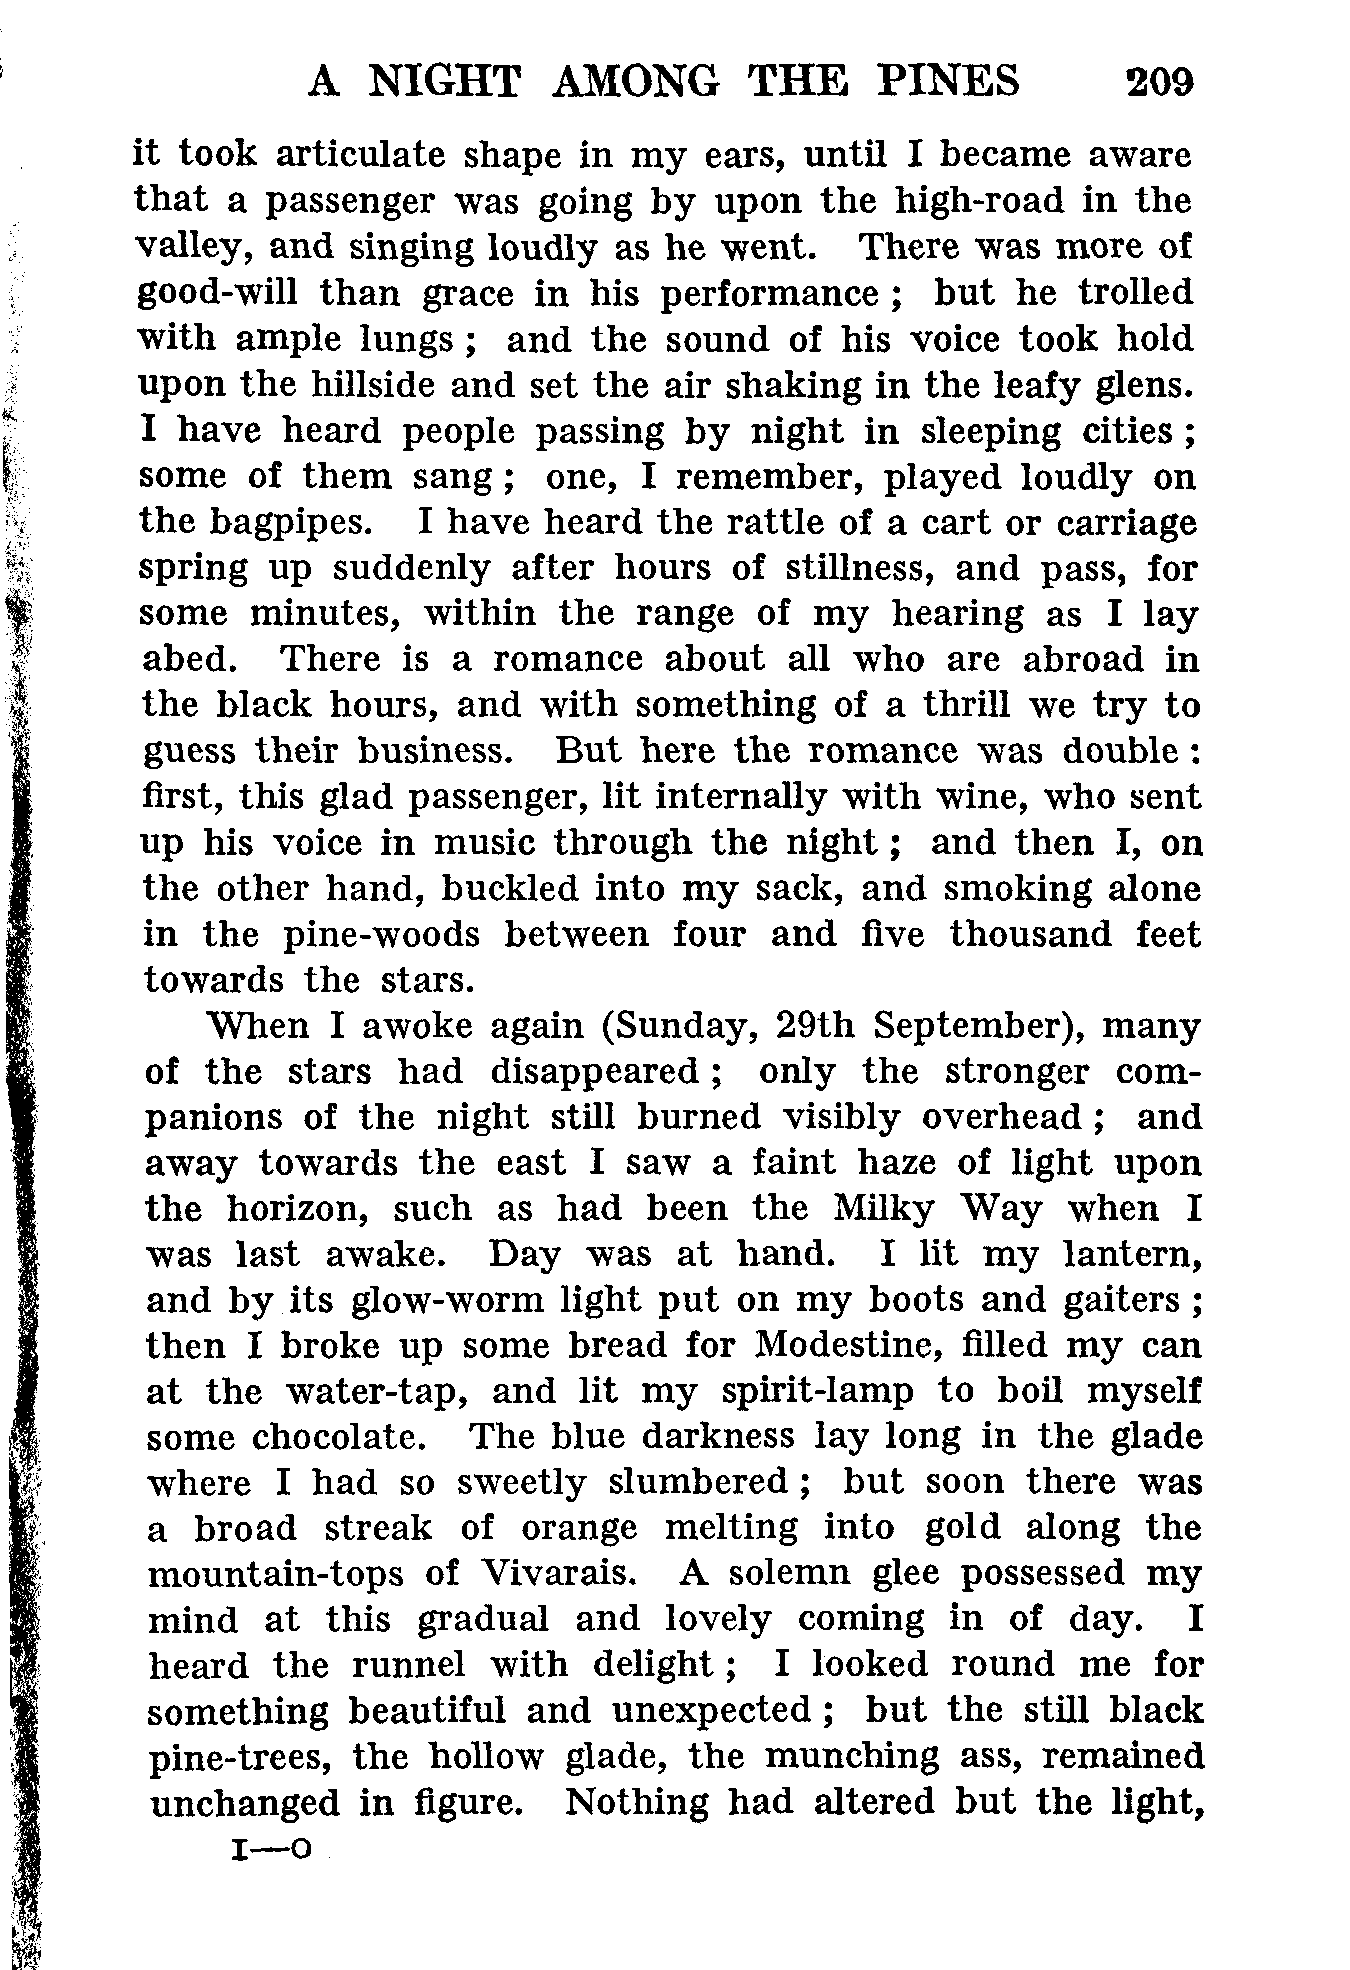 A NIGHT AMONG THE PINES 209
it took articulate shape in my ears, until I became aware
that a passenger was going by upon the high-road in the
valley, and singing loudly as he went. There was more of
good-will than grace in his performance ; but he trolled
with ample lungs ; and the sound of his voice took hold
upon the hillside and set the air shaking in the leafy glens.
I have heard people passing by night in sleeping cities ;
some of them sang ; one, I remember, played loudly on
the bagpipes. I have heard the rattle of a cart or carriage
spring up suddenly after hours of stillness, and pass, for
some minutes, within the range of my hearing as I lay
abed. There is a romance about all who are abroad in
the black hours, and with something of a thrill we try to
guess their business. But here the romance was double :
first, this glad passenger, lit internally with wine, who sent
up his voice in music through the night ; and then I, on
the other hand, buckled into my sack, and smoking alone
in the pine-woods between four and five thousand feet
towards the stars.
When I awoke again (Sunday, 29th September), many
of the stars had disappeared ; only the stronger com-
panions of the night still burned visibly overhead ; and
away towards the east I saw a faint haze of light upon
the horizon, such as had been the Milky Way when I
was last awake. Day was at hand. I lit my lantern,
and by its glow-worm light put on my boots and gaiters ;
then I broke up some bread for Modestine, filled my can
at the water-tap, and lit my spirit-lamp to boil myself
some chocolate. The blue darkness lay long in the glade
where I had so sweetly slumbered ; but soon there was
a broad streak of orange melting into gold along the
mountain-tops of Vivarais. A solemn glee possessed my
mind at this gradual and lovely coming in of day. I
heard the runnel with delight ; I looked round me for
something beautiful and unexpected ; but the still black
pine-trees, the hollow glade, the munching ass, remained
unchanged in figure. Nothing had altered but the light,
I—O